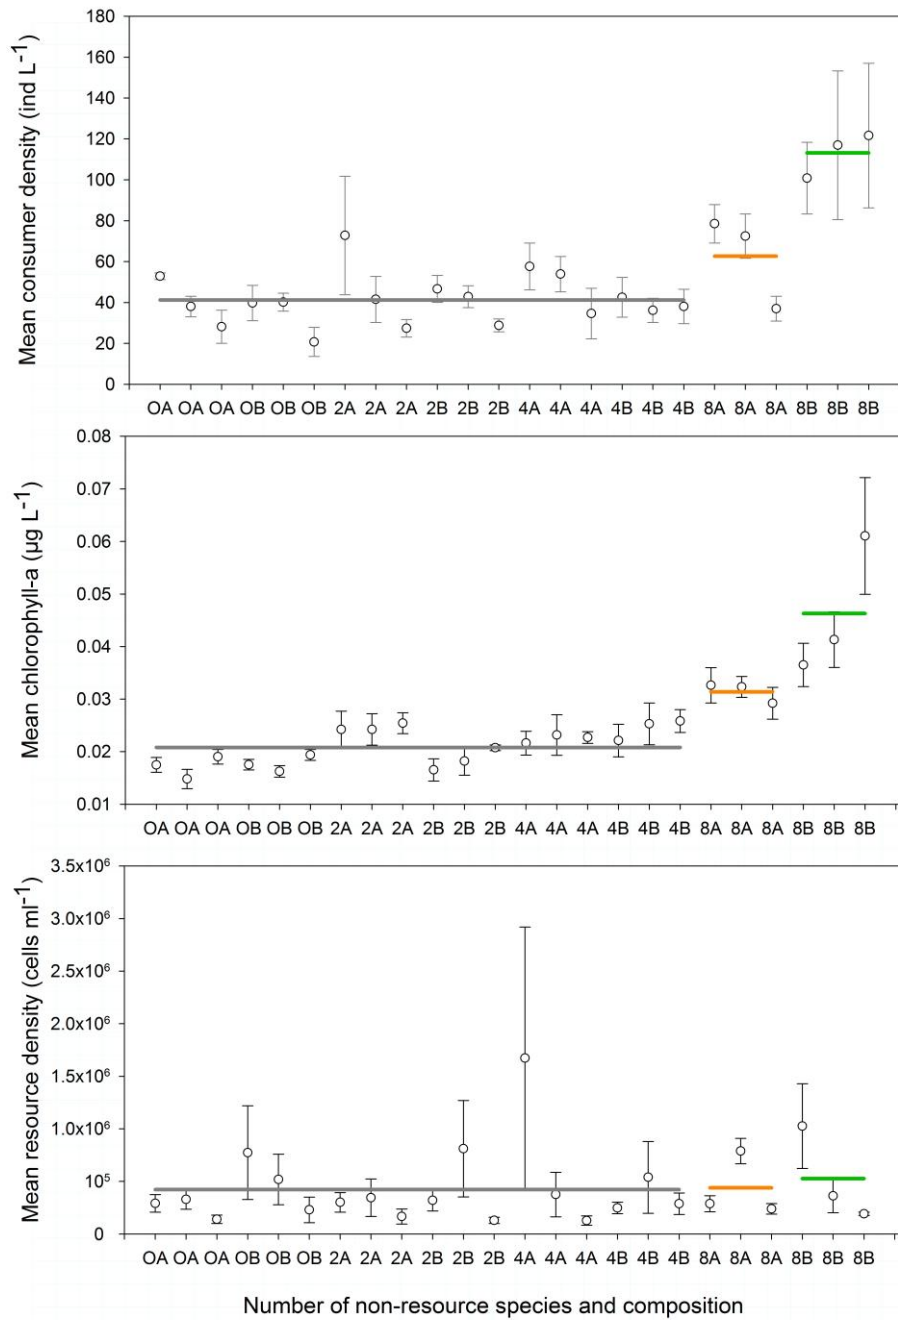 Mean consumer density (ind L⁻¹)
180
160
140
120
100
80
60
40
20
0
OA OA OA OB OB OB 2A 2A 2A 2B 2B 2B 4A 4A 4A 4B 4B 4B 8A 8A 8A 8B 8B 8B
Mean chlorophyll-a (µg L⁻¹)
0.08
0.07
0.06
0.05
0.04
0.03
0.02
0.01
OA OA OA OB OB OB 2A 2A 2A 2B 2B 2B 4A 4A 4A 4B 4B 4B 8A 8A 8A 8B 8B 8B
Mean resource density (cells ml⁻¹)
3.5x10⁶
3.0x10⁶
2.5x10⁶
2.0x10⁶
1.5x10⁶
1.0x10⁶
10⁵
0
OA OA OA OB OB OB 2A 2A 2A 2B 2B 2B 4A 4A 4A 4B 4B 4B 8A 8A 8A 8B 8B 8B
Number of non-resource species and composition